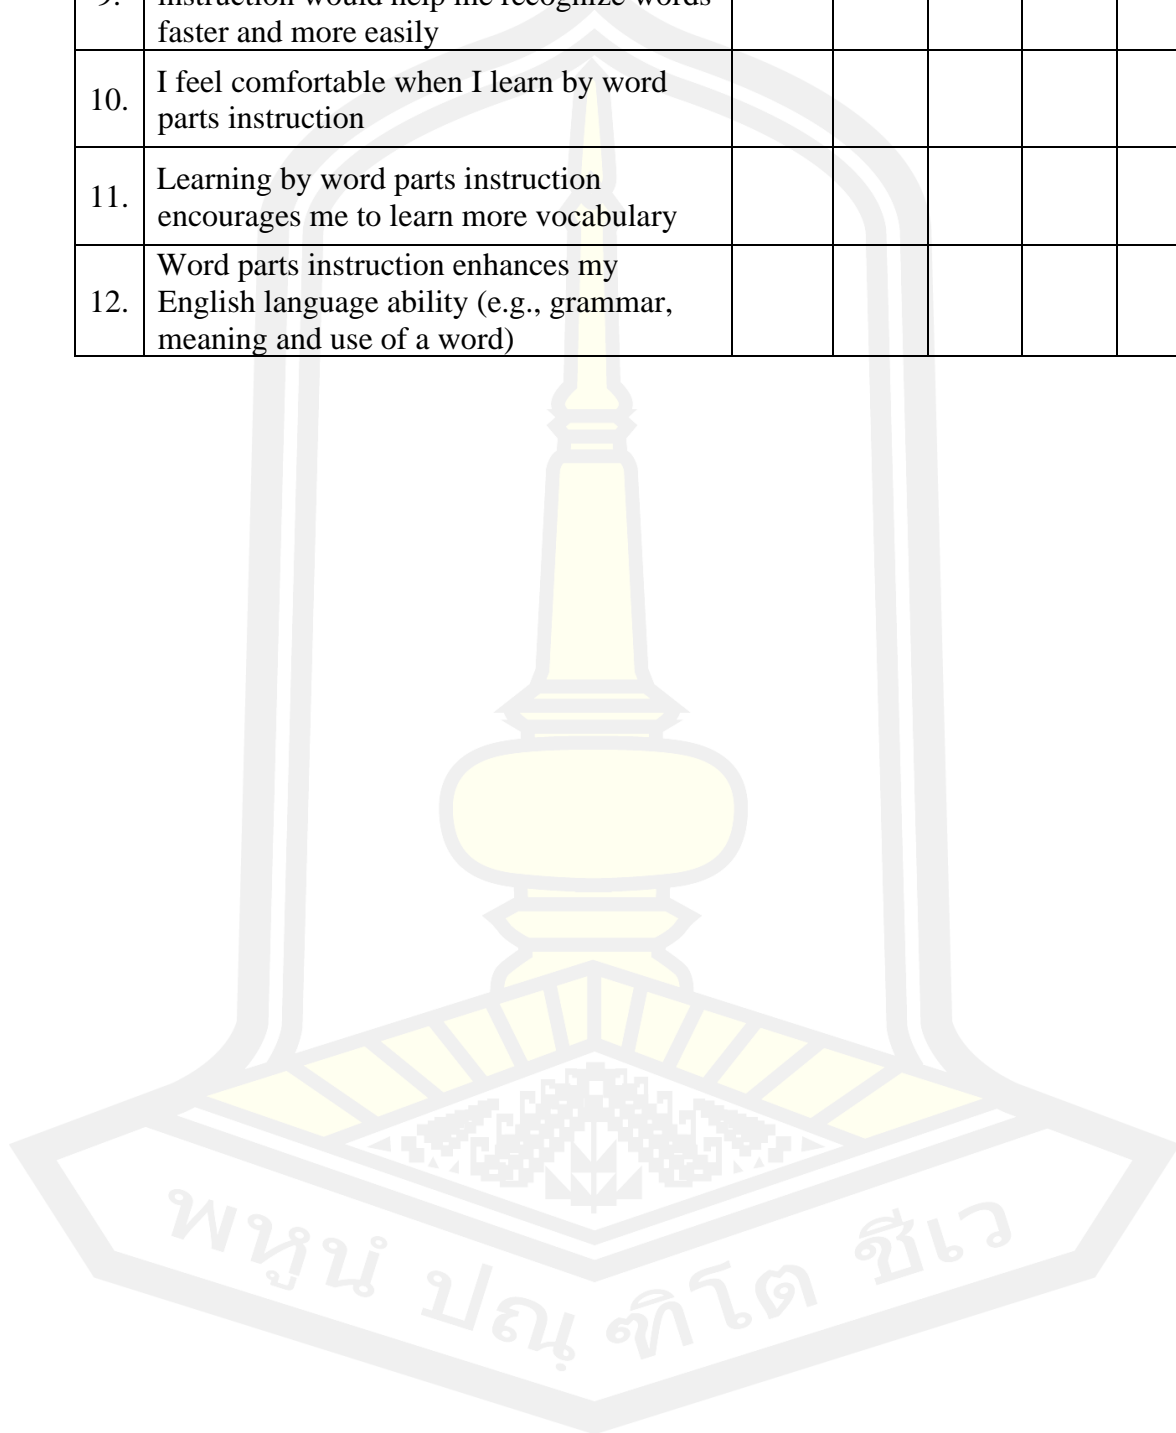 9. instruction would help me recognize words
faster and more easily
10. I feel comfortable when I learn by word
parts instruction
11. Learning by word parts instruction
encourages me to learn more vocabulary
12. Word parts instruction enhances my
English language ability (e.g., grammar,
meaning and use of a word)
พหูนํ ปณฺฑิโต ชีเว